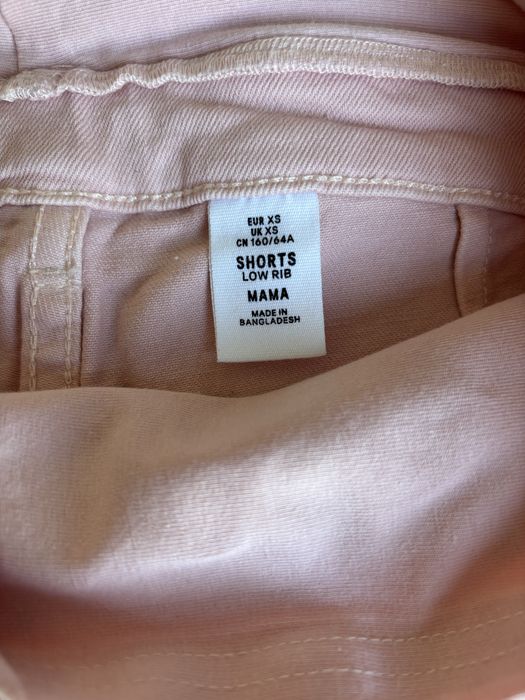 EUR XS
UK XS
CN 160/64A
SHORTS
LOW RIB
MAMA
MADE IN
BANGLADESH